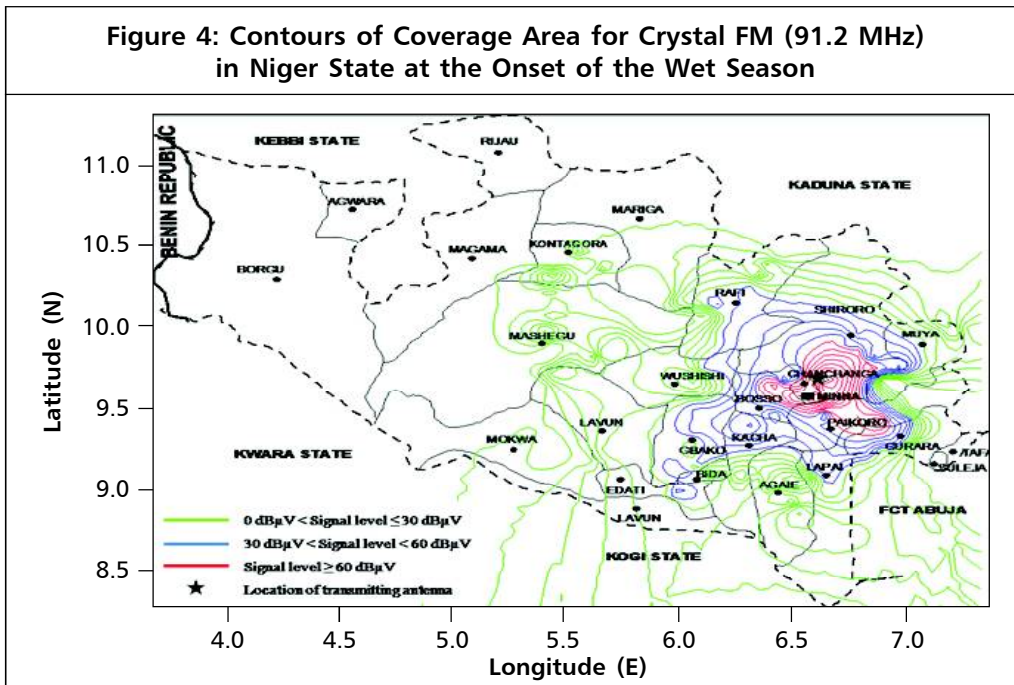 Figure 4: Contours of Coverage Area for Crystal FM (91.2 MHz)
in Niger State at the Onset of the Wet Season
Latitude (N)
11.0
10.5
10.0
9.5
9.0
8.5
BENIN REPUBLIC
KEBBI STATE
RIJAU
KADUNA STATE
AGWARA
MARIGA
MAGAMA
KONTAGORA
BORGU
RAFI
SHIRORO
MASHEGU
MUYA
WUSHISHI
CHANCHANGA
MINNA
BOSSO
LAVUN
PAIKORO
MOKWA
KACHA
GURARA
KWARA STATE
GBAKO
TAFA
SULEJA
BIDA
LAPAI
EDATI
AGAIE
LAVUN
FCT ABUJA
KOGI STATE
0 dBµV < Signal level ≤ 30 dBµV
30 dBµV < Signal level < 60 dBµV
Signal level ≥ 60 dBµV
Location of transmitting antenna
4.0 4.5 5.0 5.5 6.0 6.5 7.0
Longitude (E)